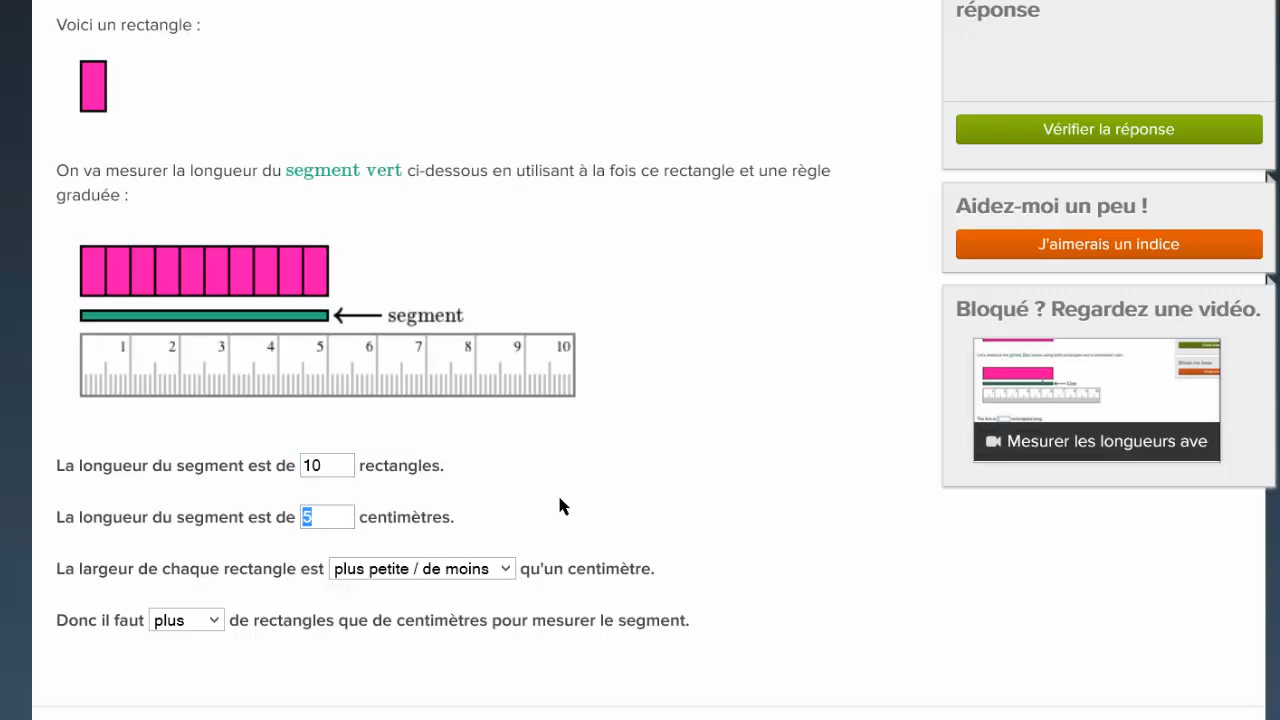 Voici un rectangle :
On va mesurer la longueur du segment vert ci-dessous en utilisant à la fois ce rectangle et une règle
graduée :
segment
1 2 3 4 5 6 7 8 9 10
La longueur du segment est de 10 rectangles.
La longueur du segment est de 5 centimètres.
La largeur de chaque rectangle est plus petite / de moins qu'un centimètre.
Donc il faut plus de rectangles que de centimètres pour mesurer le segment.
réponse
Vérifier la réponse
Aidez-moi un peu !
J'aimerais un indice
Bloqué ? Regardez une vidéo.
Mesurer les longueurs ave